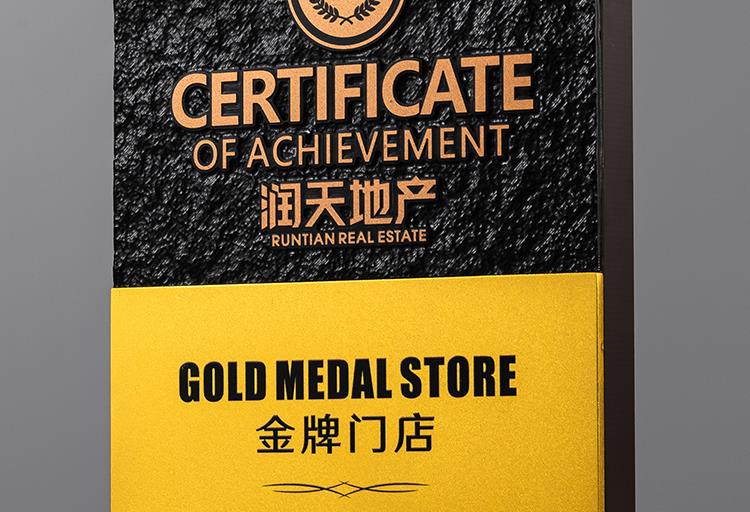 CERTIFICATE
OF ACHIEVEMENT
润天地产
RUNTIAN REAL ESTATE
GOLD MEDAL STORE
金牌门店